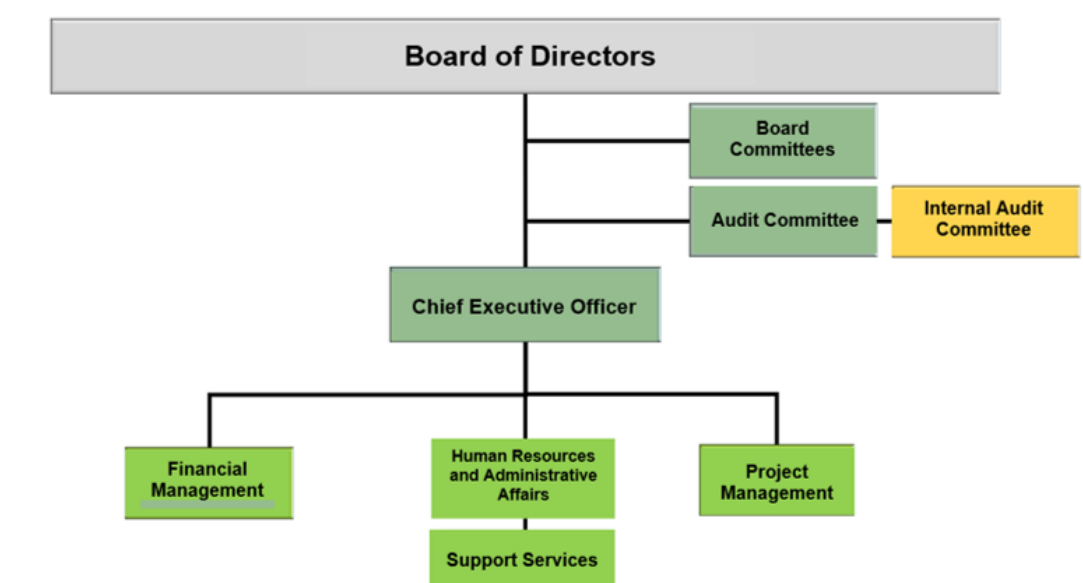 Board of Directors
Board
Committees
Audit Committee
Internal Audit
Committee
Chief Executive Officer
Financial
Management
Human Resources
and Administrative
Affairs
Project
Management
Support Services